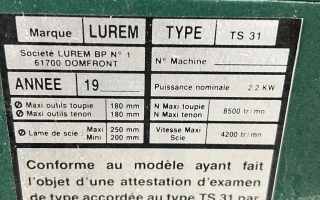 Marque LUREM TYPE TS 31
Société LUREM BP N° 1
61700 DOMFRONT
N° Machine
ANNÉE 19
Puissance nominale 2.2 KW
Ø Maxi outils toupie 180 mm
Ø Maxi outils tenon 180 mm
N Maxi toupie
N Maxi tenon
8500 tr/mn
Ø Lame de scie: Maxi 250 mm
Mini 200 mm
Vitesse Maxi
Scie
4200 tr/mn
Conforme au modèle ayant fait
l'objet d'une attestation d'examen
de type accordée au type TS 31 par